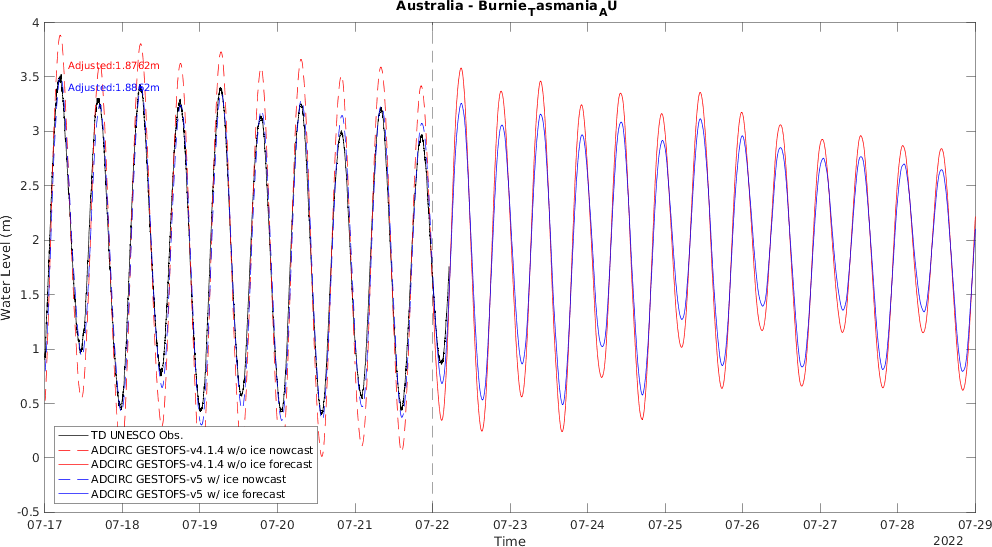 Australia - Burnie_Tasmania_AU
4
Adjusted:1.8762m
3.5
Adjusted:1.8862m
3
2.5
2
Water Level (m)
1.5
1
0.5
TD UNESCO Obs.
ADCIRC GESTOFS-v4.1.4 w/o ice nowcast
0
ADCIRC GESTOFS-v4.1.4 w/o ice forecast
ADCIRC GESTOFS-v5 w/ ice nowcast
ADCIRC GESTOFS-v5 w/ ice forecast
-0.5
07-17 07-18 07-19 07-20 07-21 07-22 07-23 07-24 07-25 07-26 07-27 07-28 07-29
Time
2022